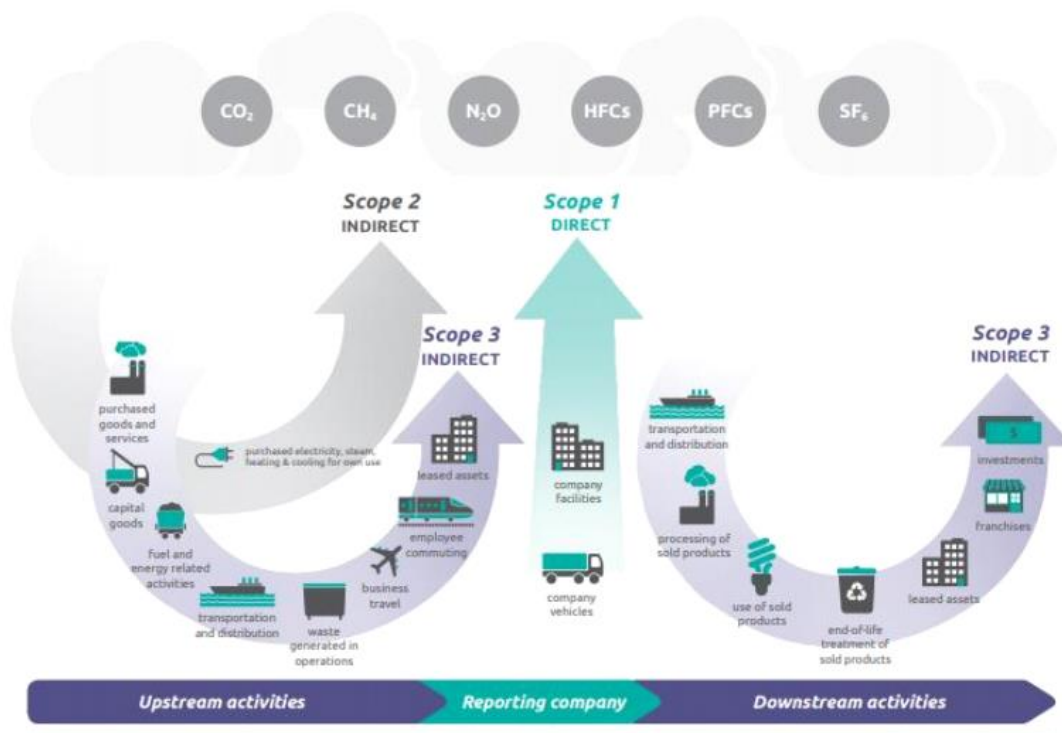 CO₂ CH₄ N₂O HFCs PFCs SF₆
Scope 2
INDIRECT
Scope 1
DIRECT
Scope 3
INDIRECT
Scope 3
INDIRECT
purchased
goods and
services
capital
goods
fuel and
energy related
activities
purchased electricity, steam,
heating & cooling for own use
transportation
and distribution
waste
generated in
operations
business
travel
employee
commuting
leased assets
company
facilities
company
vehicles
transportation
and distribution
processing of
sold products
use of sold
products
end-of-life
treatment of
sold products
leased assets
franchises
$
investments
Upstream activities
Reporting company
Downstream activities